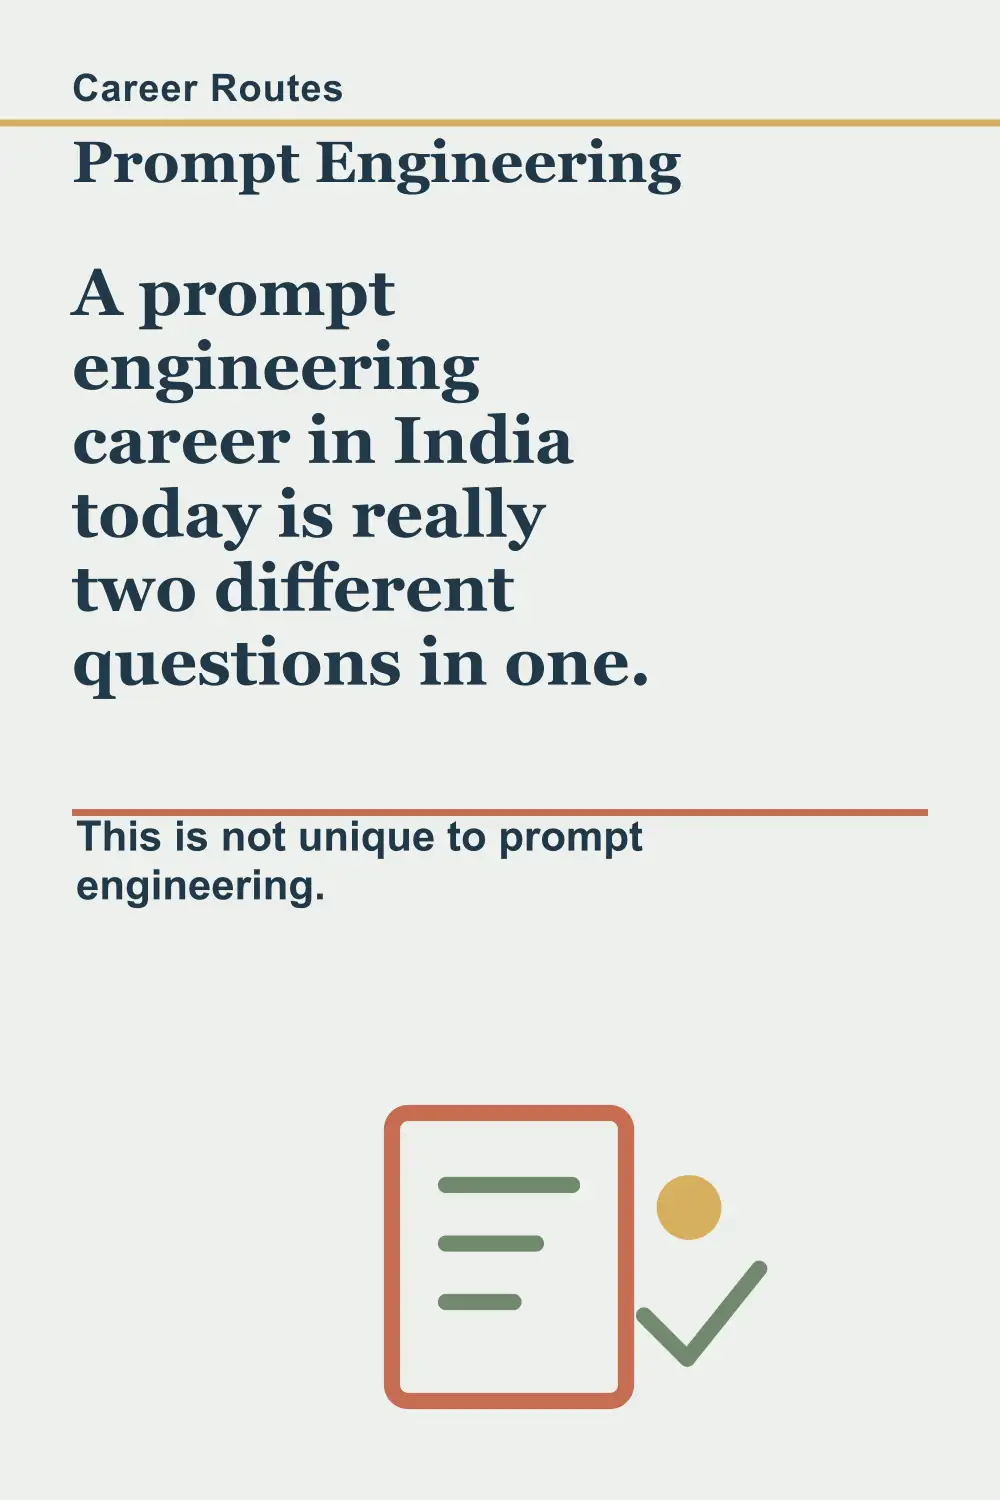 Career Routes
Prompt Engineering
A prompt
engineering
career in India
today is really
two different
questions in one.
This is not unique to prompt
engineering.